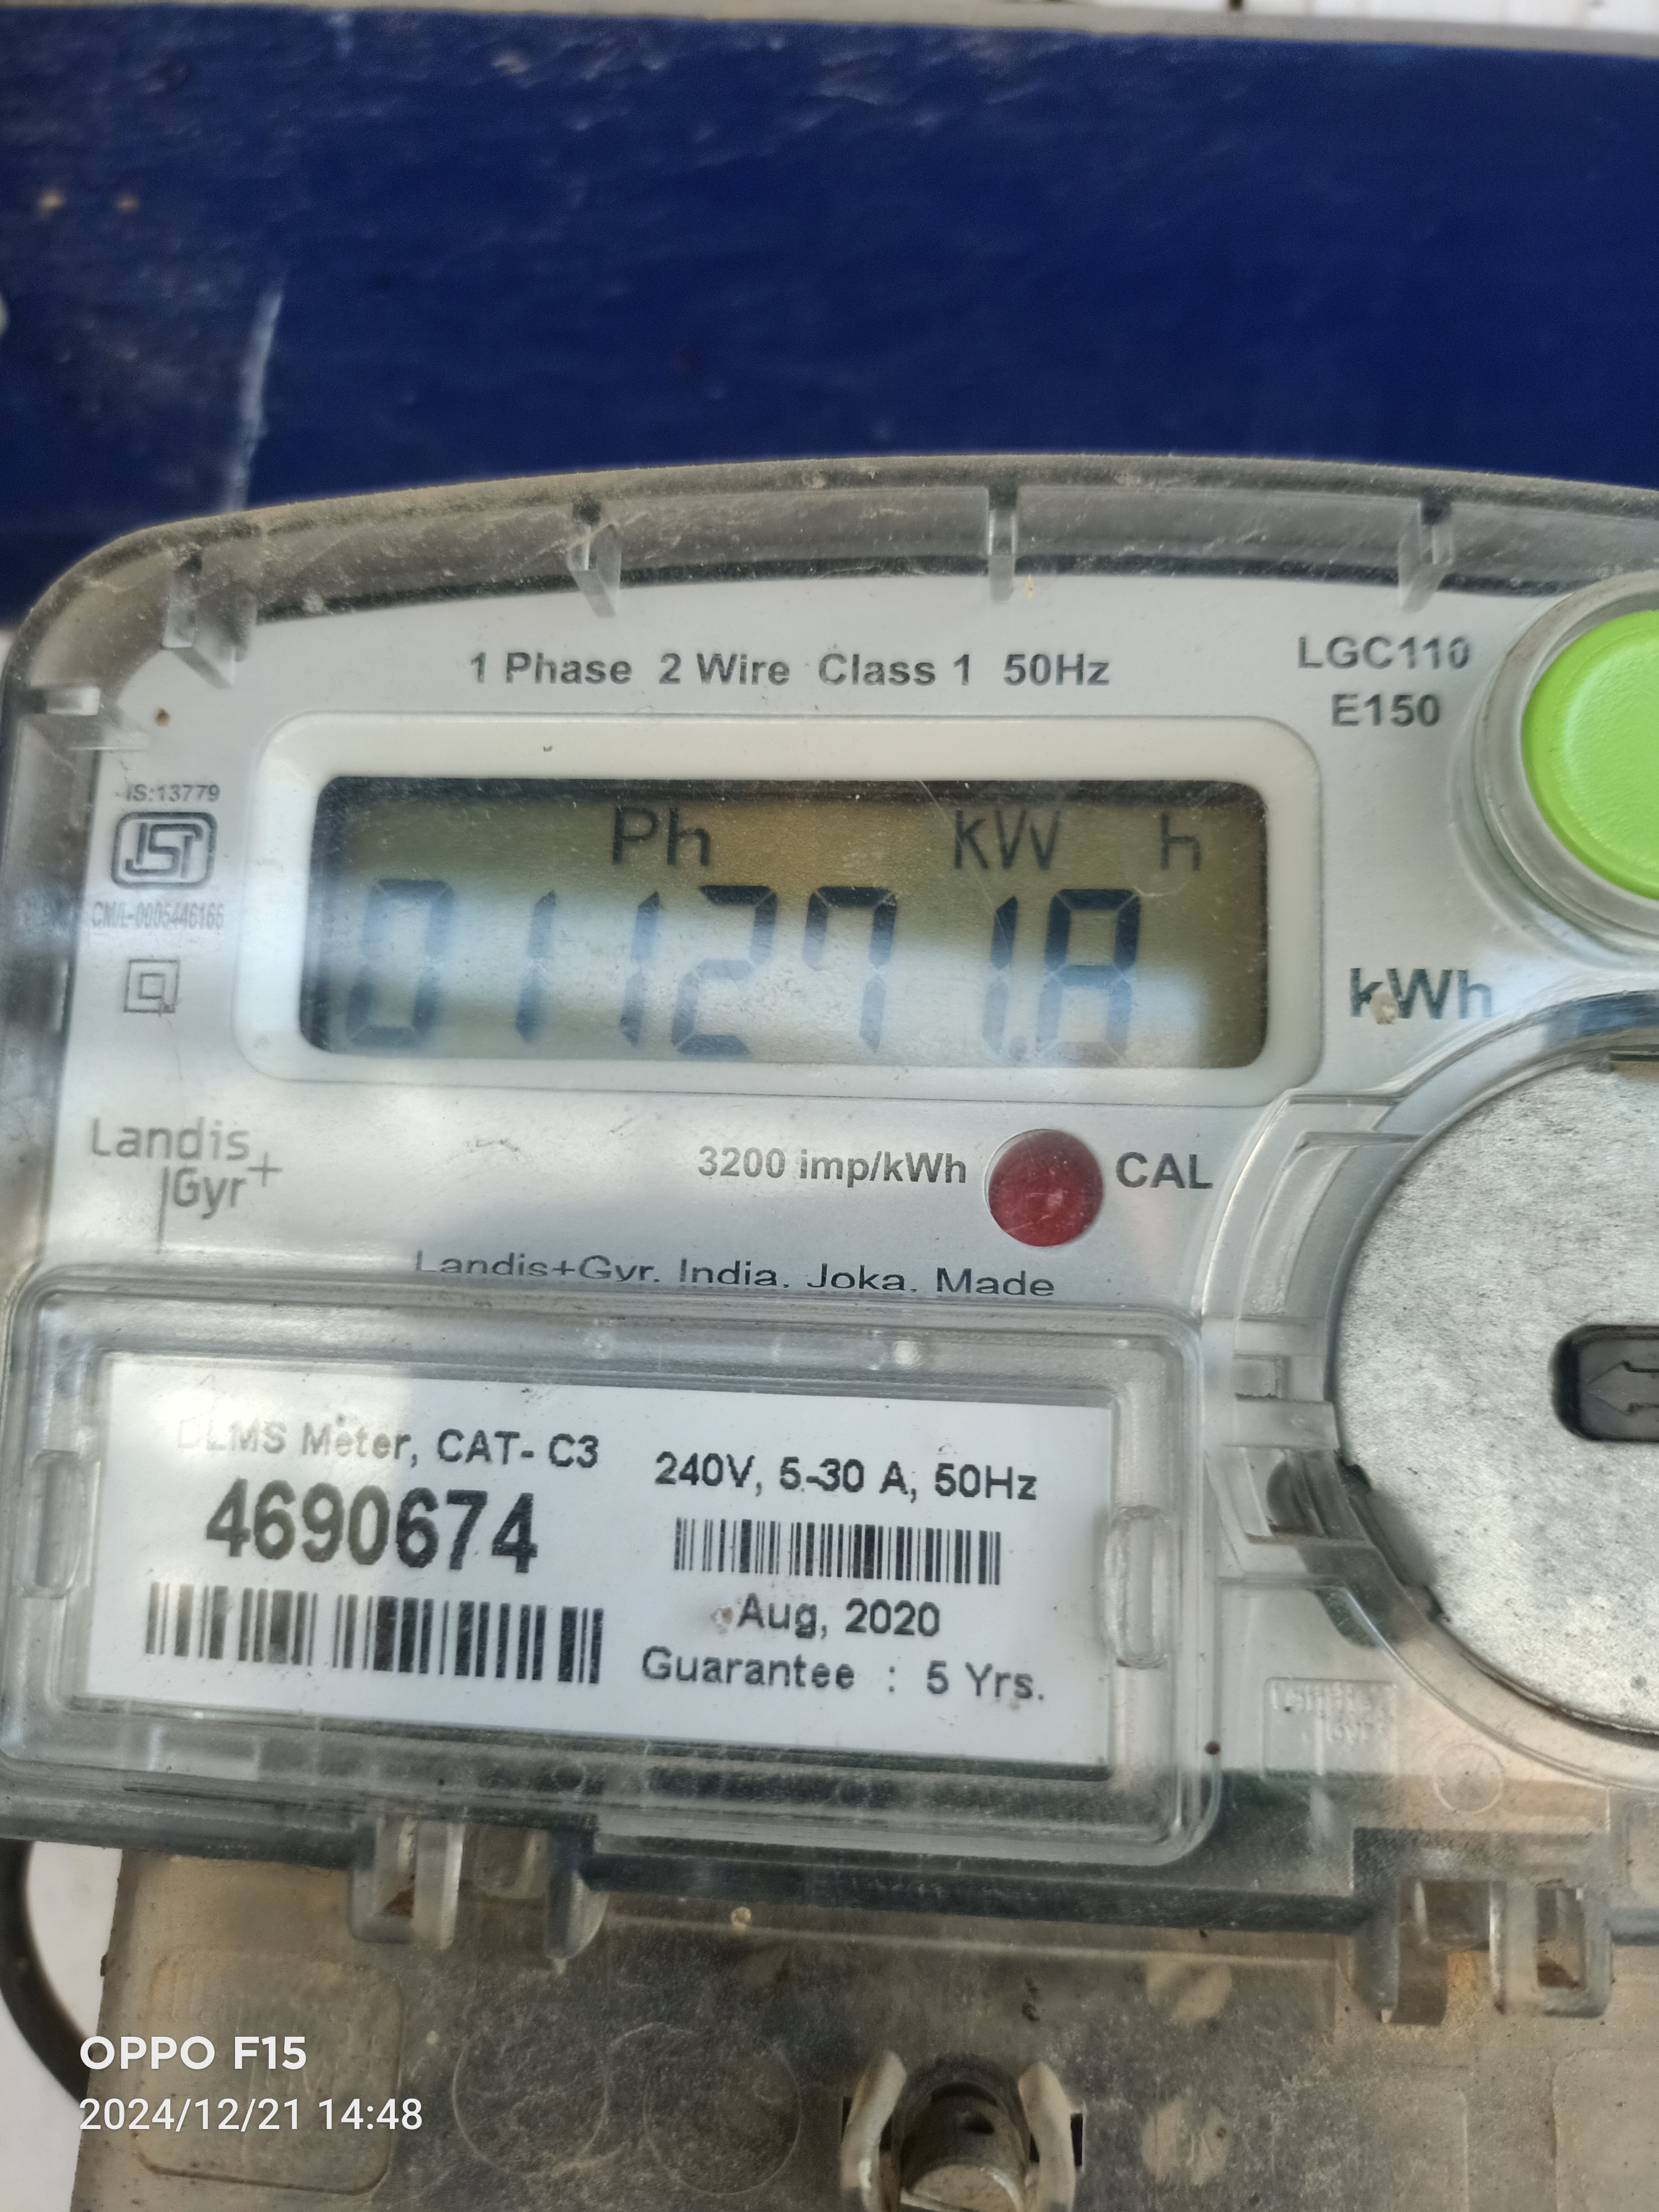 1 Phase 2 Wire Class 1 50Hz
LGC110
E150
IS:13779
ISI
CM/L-0005446166
Ph kW h
011271.8
kWh
Landis
Gyr+
3200 imp/kWh CAL
Landis+Gyr. India. Joka. Made
DLMS Meter, CAT- C3
4690674
240V, 5-30 A, 50Hz
Aug, 2020
Guarantee : 5 Yrs.
OPPO F15
2024/12/21 14:48